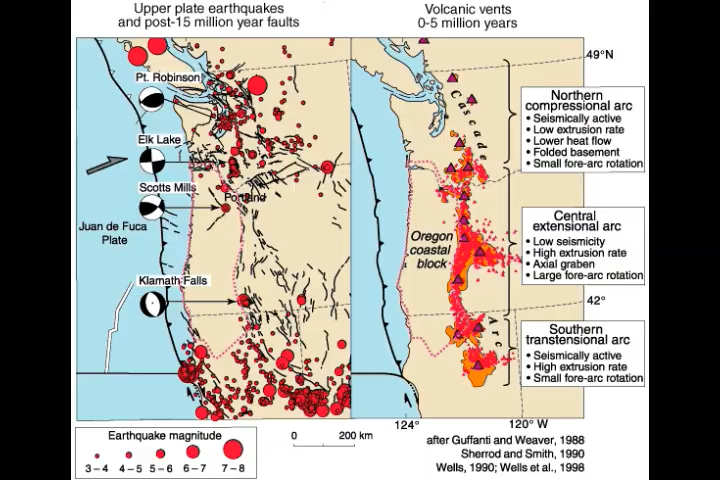 Upper plate earthquakes
and post-15 million year faults
Volcanic vents
0-5 million years
49°N
Pt. Robinson
Elk Lake
Scotts Mills
Portland
Juan de Fuca
Plate
Klamath Falls
Cascade
Arc
Oregon
coastal
block
Northern
compressional arc
• Seismically active
• Low extrusion rate
• Lower heat flow
• Folded basement
• Small fore-arc rotation
Central
extensional arc
• Low seismicity
• High extrusion rate
• Axial graben
• Large fore-arc rotation
42°
Southern
transtensional arc
• Seismically active
• High extrusion rate
• Small fore-arc rotation
124°
120° W
Earthquake magnitude
3–4 4–5 5–6 6–7 7–8
0 200 km
after Guffanti and Weaver, 1988
Sherrod and Smith, 1990
Wells, 1990; Wells et al., 1998